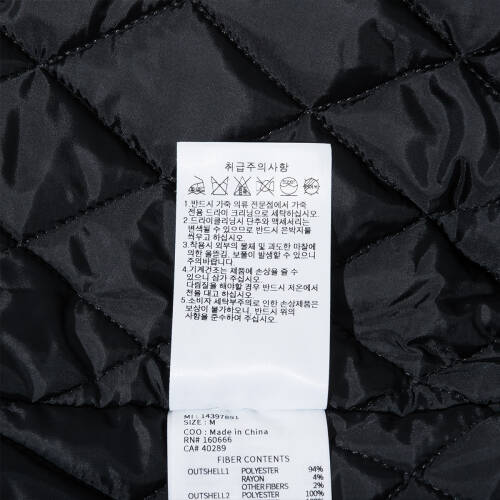 취급주의사항
1.반드시 가죽 의류 전문점에서 가죽
전용 드라이 크리닝으로 세탁하십시오.
2.드라이클리닝시 단추와 액세서리는
변색될 수 있으므로 반드시 은박지를
씌우고 하십시오.
3.착용시 외부의 물체 및 과도한 마찰에
의한 올뜯김, 보풀이 발생할 수 있으니
주의바랍니다.
4.기계건조는 제품에 손상을 줄 수
있으니 삼가 주십시오.
다림질을 해야할 경우 반드시 저온에서
천을 대고 하십시오.
5.소비자 세탁부주의로 인한 손상제품은
보상이 불가하오니, 반드시 위의
사항을 준수하여 주십시오.
SIZE: M
COO : Made in China
RN# 160666
CA# 40289
FIBER CONTENTS
OUTSHELL1 POLYESTER 94%
RAYON 4%
OTHER FIBERS 2%
OUTSHELL2 POLYESTER 100%